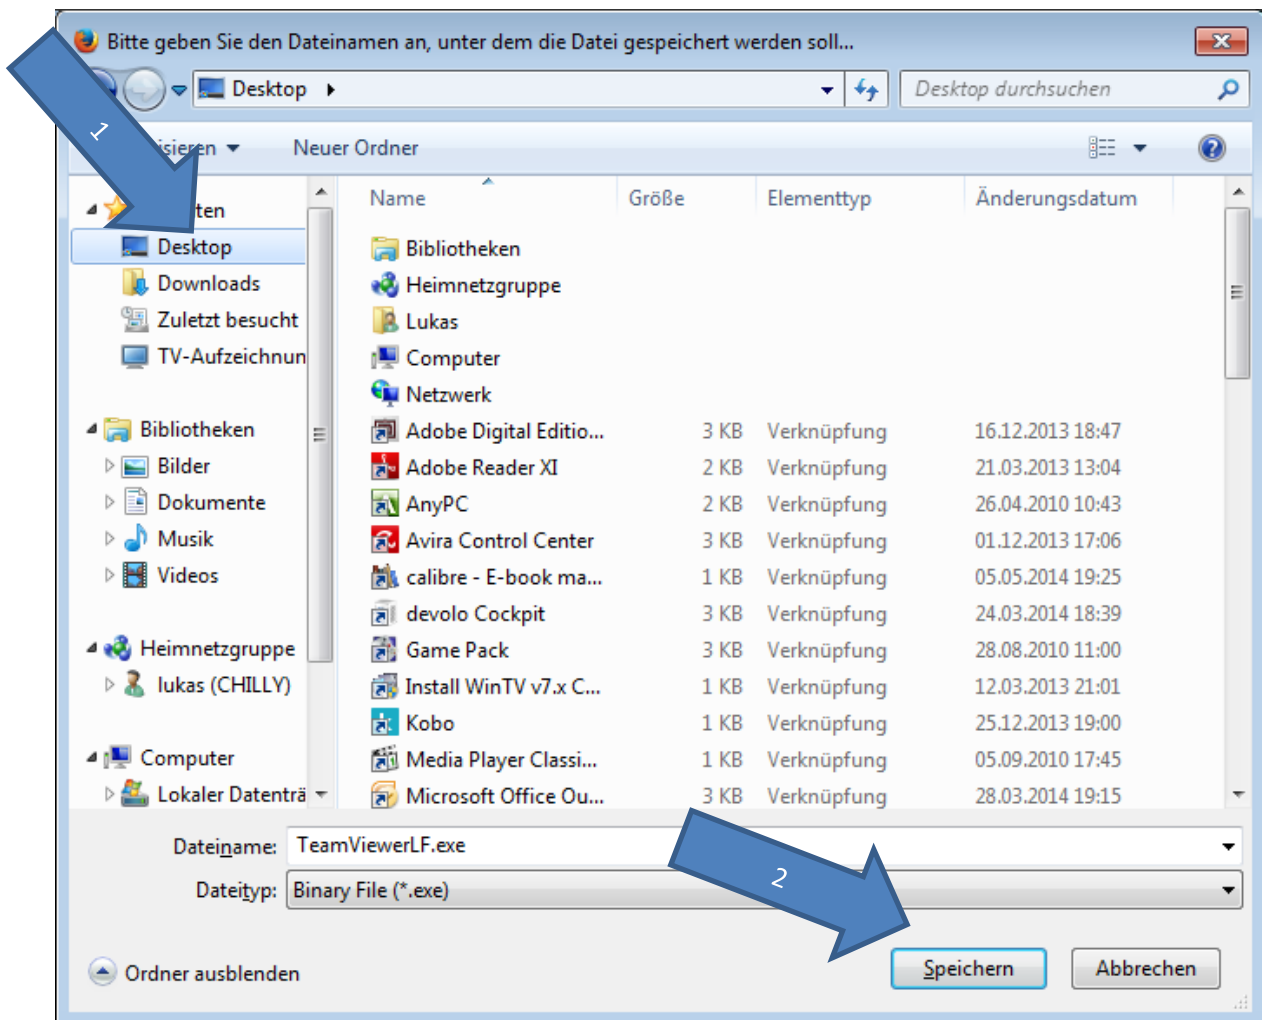 Bitte geben Sie den Dateinamen an, unter dem die Datei gespeichert werden soll...
Desktop
Desktop durchsuchen
1
Neuer Ordner
Name Größe Elementtyp Änderungsdatum
Desktop
Downloads
Zuletzt besucht
TV-Aufzeichnun
Bibliotheken
Bilder
Dokumente
Musik
Videos
Heimnetzgruppe
lukas (CHILLY)
Computer
Lokaler Datenträ
Bibliotheken
Heimnetzgruppe
Lukas
Computer
Netzwerk
Adobe Digital Editio... 3 KB Verknüpfung 16.12.2013 18:47
Adobe Reader XI 2 KB Verknüpfung 21.03.2013 13:04
AnyPC 2 KB Verknüpfung 26.04.2010 10:43
Avira Control Center 3 KB Verknüpfung 01.12.2013 17:06
calibre - E-book ma... 1 KB Verknüpfung 05.05.2014 19:25
devolo Cockpit 3 KB Verknüpfung 24.03.2014 18:39
Game Pack 3 KB Verknüpfung 28.08.2010 11:00
Install WinTV v7.x C... 1 KB Verknüpfung 12.03.2013 21:01
Kobo 1 KB Verknüpfung 25.12.2013 19:00
Media Player Classi... 1 KB Verknüpfung 05.09.2010 17:45
Microsoft Office Ou... 3 KB Verknüpfung 28.03.2014 19:15
Dateiname: TeamViewerLF.exe
Dateityp: Binary File (*.exe)
2
Ordner ausblenden
Speichern
Abbrechen